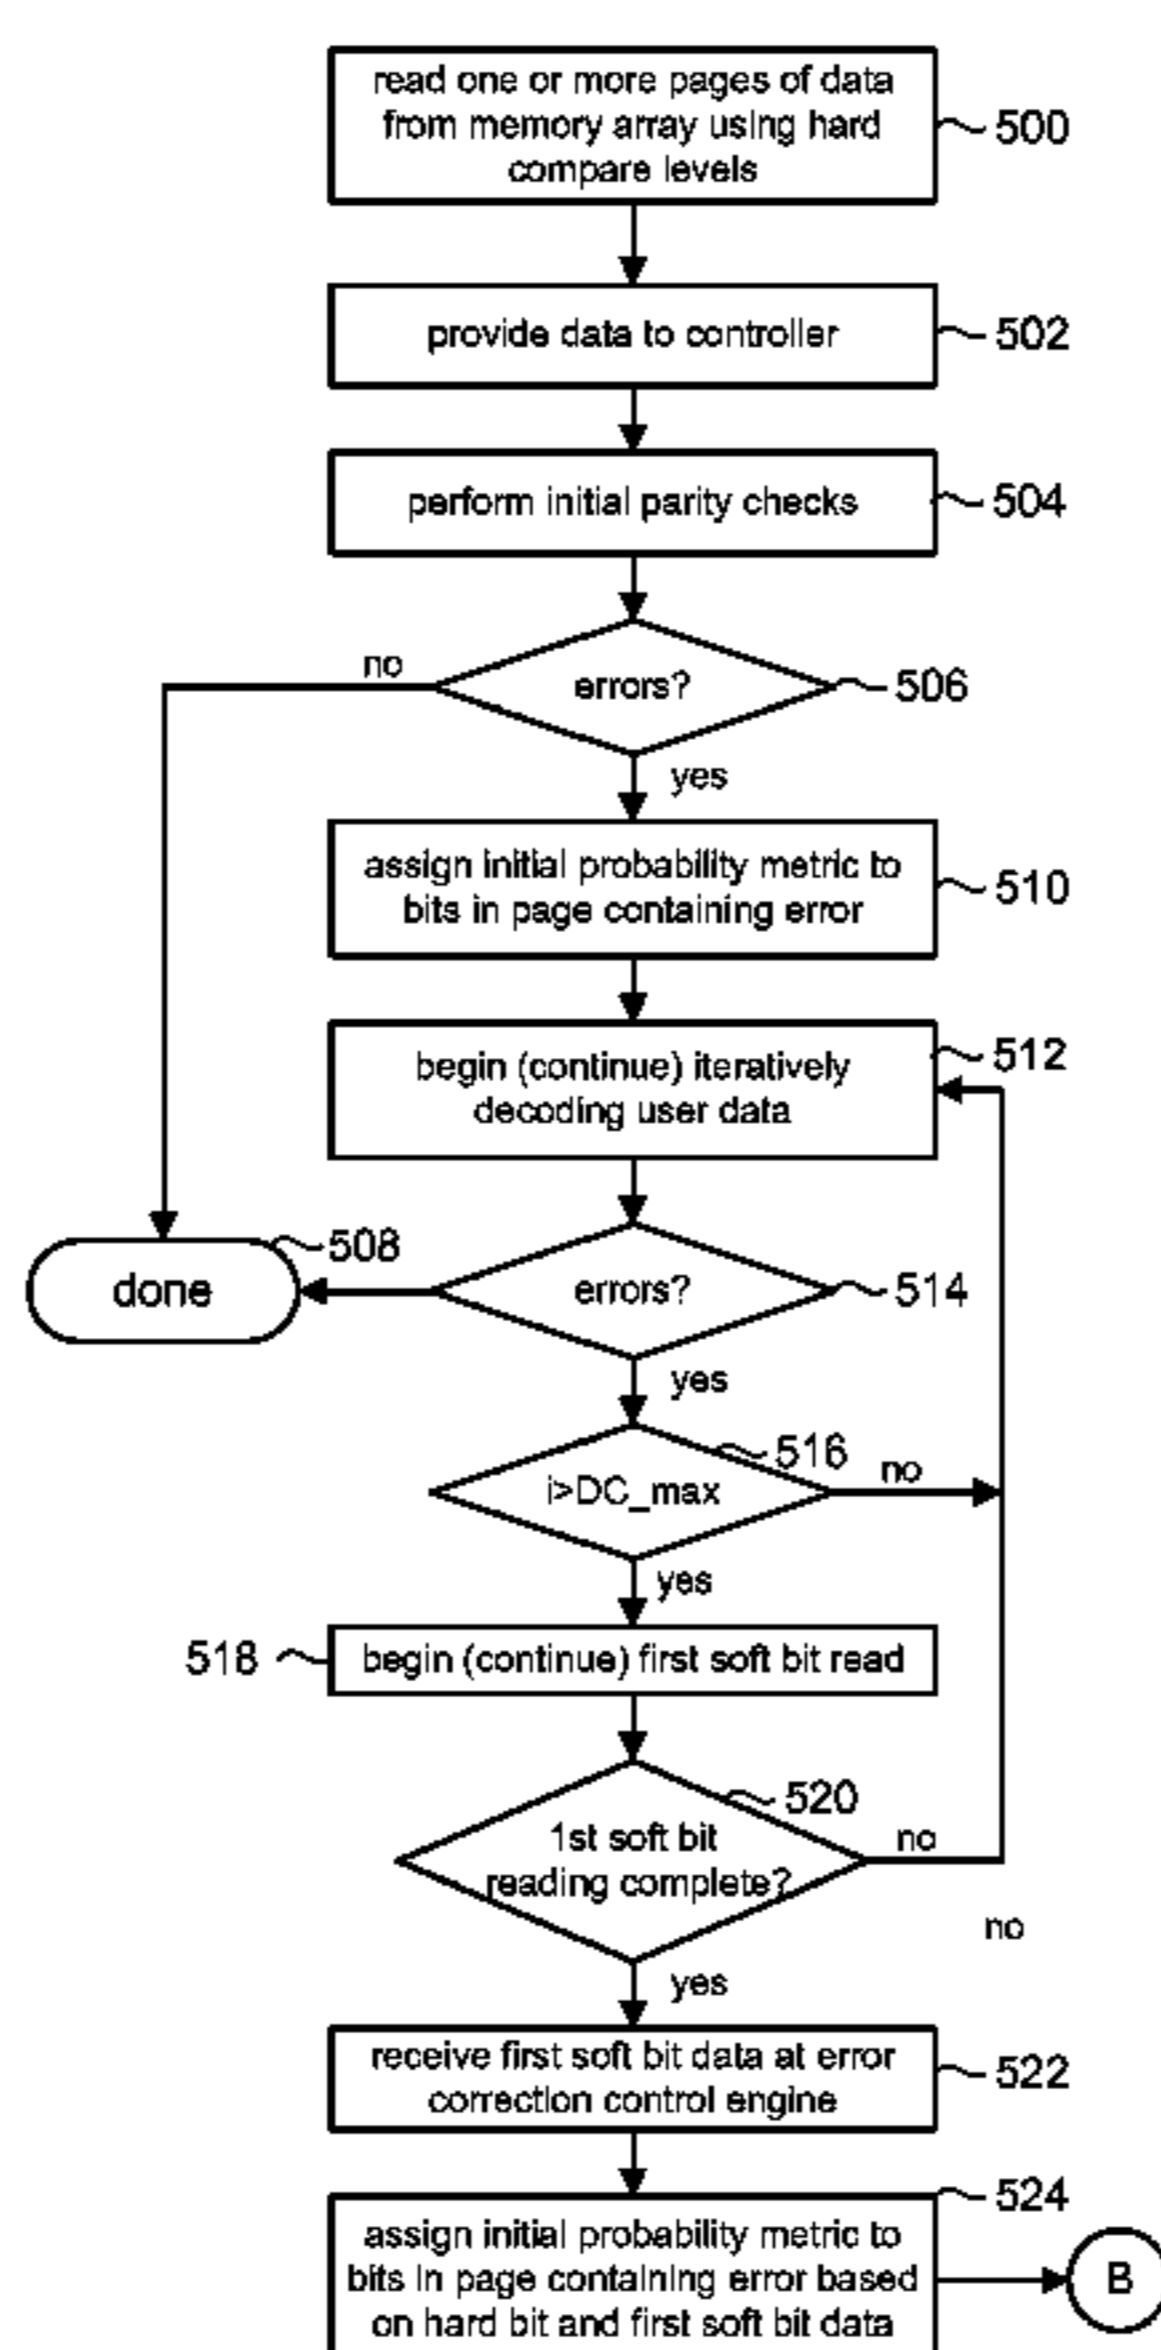 read one or more pages of data
from memory array using hard
compare levels
500
provide data to controller
502
perform initial parity checks
504
no
errors?
506
yes
assign initial probability metric to
bits in page containing error
510
begin (continue) iteratively
decoding user data
512
508
done
errors?
514
yes
516
i>DC_max
no
yes
518
begin (continue) first soft bit read
520
1st soft bit
reading complete?
no
no
yes
receive first soft bit data at error
correction control engine
522
524
assign initial probability metric to
bits in page containing error based
on hard bit and first soft bit data
B